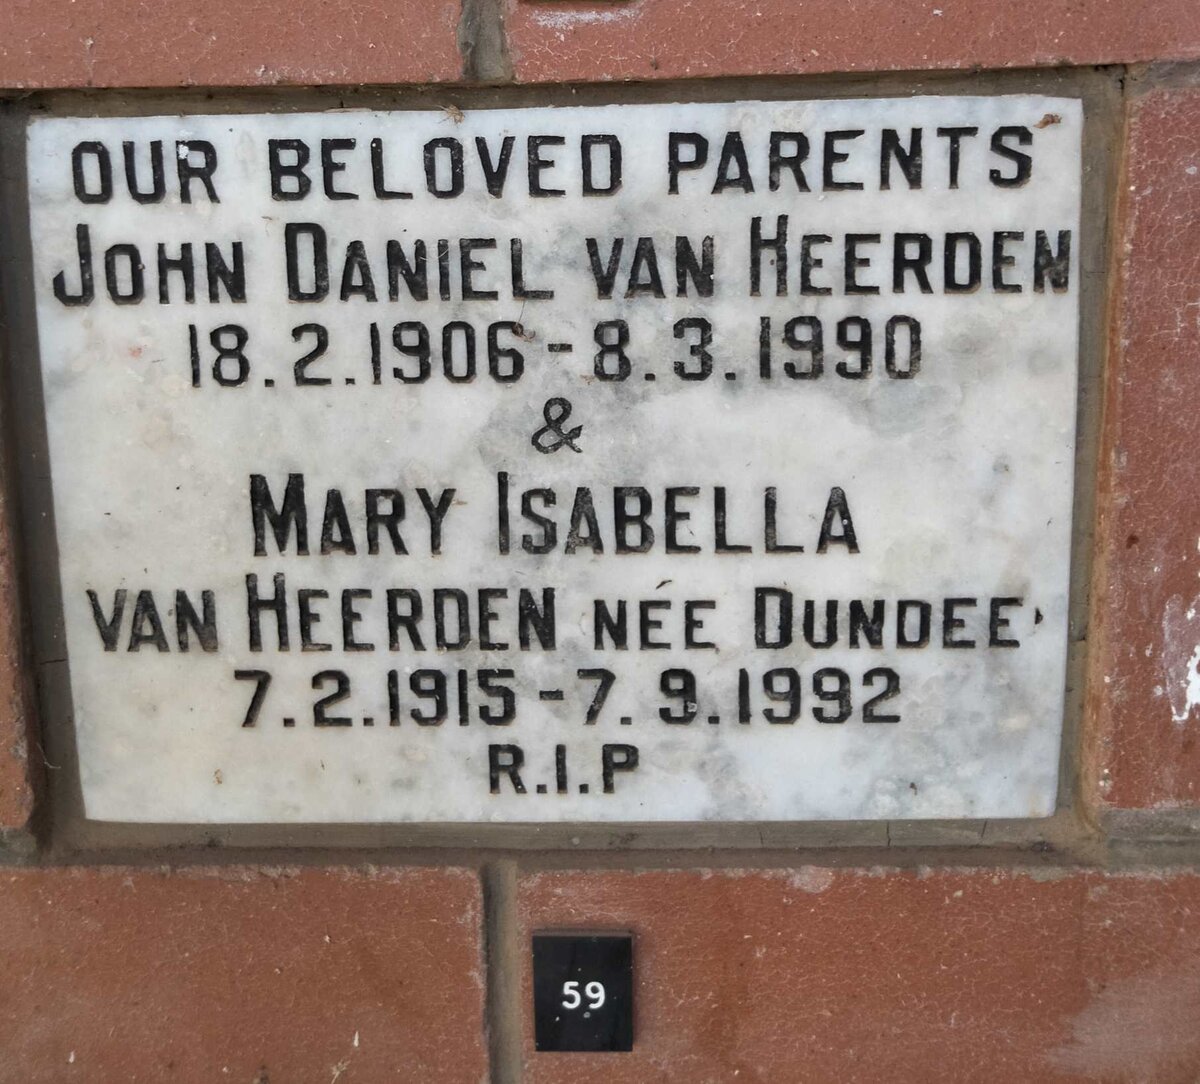 OUR BELOVED PARENTS
JOHN DANIEL VAN HEERDEN
18.2.1906 - 8.3.1990
&
MARY ISABELLA
VAN HEERDEN NÉE DUNDEE
7.2.1915 - 7.9.1992
R.I.P
59